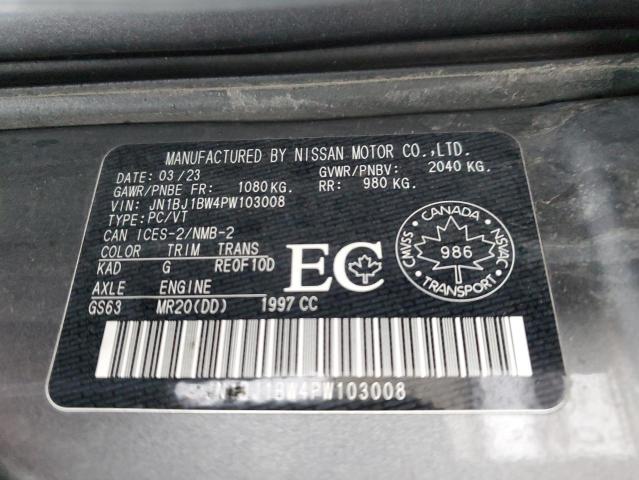 MANUFACTURED BY NISSAN MOTOR CO.,LTD.
DATE: 03/23 GVWR/PNBV: 2040 KG.
GAWR/PNBE FR: 1080 KG. RR: 980 KG.
VIN: JN1BJ1BW4PW103008
TYPE: PC/VT
CAN ICES-2/NMB-2
COLOR TRIM TRANS
KAD G RE0F10D
AXLE ENGINE
GS63 MR20(DD) 1997 CC
EC
CANADA
CMVSS 986 NSVAC
TRANSPORT
JN1BJ1BW4PW103008